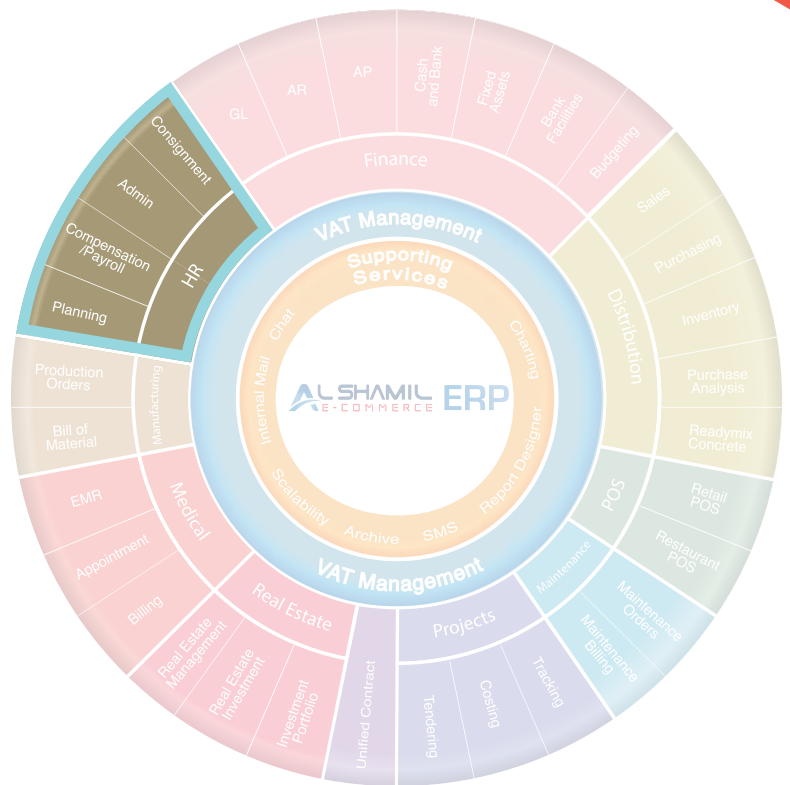 GL
AR
AP
Cash
and Bank
Fixed
Assets
Bank
Facilities
Budgeting
Finance
Sales
Purchasing
Inventory
Purchase
Analysis
Readymix
Concrete
Distribution
Retail
POS
Restaurant
POS
POS
Maintenance
Orders
Maintenance
Billing
Maintenance
Tracking
Costing
Tendering
Projects
Unified Contract
Investment
Portfolio
Real Estate
Investment
Real Estate
Management
Real Estate
Billing
Appointment
EMR
Medical
Bill of
Material
Production
Orders
Manufacturing
Planning
Compensation
/Payroll
Admin
Consignment
HR
VAT Management
Supporting
Services
Chat
Internal Mail
Scalability
Archive
SMS
Report Designer
Charting
AL SHAMIL ERP
E-COMMERCE
VAT Management